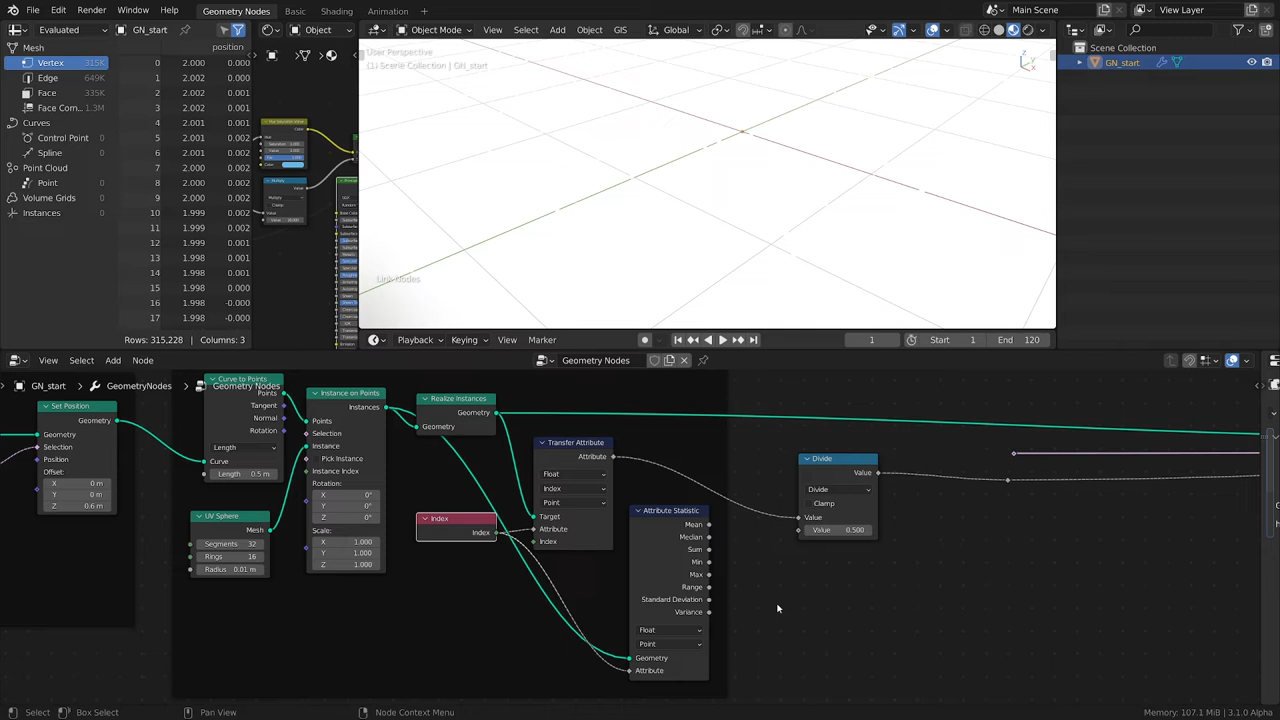 File Edit Render Window Help Geometry Nodes Basic Shading Animation Main Scene View Layer
Evaluated GN_start Object Object Mode View Select Add Object GIS Global
Mesh position
Vertex 315K 0 2.000 0.000
Edge 649K 1 2.000 0.000
Face 335K 2 2.000 0.000
Face Corn... 1.3M 3 2.000 0.000
Curves 4 2.000 0.000
Control Point 5 2.001 0.002
Spline 6 2.001 0.002
Point Cloud 7 2.000 0.002
Point 8 2.000 0.002
Volume Grids 9 2.000 0.002
Instances 10 1.999 0.002
11 1.999 0.002
12 1.999 0.001
13 1.998 0.001
14 1.998 0.001
15 1.998 0.000
16 1.998 -0.000
17 1.998 -0.000
Rows: 315,228 | Columns: 3
User Perspective
(1) Scene Collection | GN_start
Link Nodes
Scene Collection
GN_start
Playback Keying View Marker 1 Start 1 End 120
View Select Add Node Geometry Nodes
GN_start GeometryNodes Geometry Nodes
Set Position
Geometry
Geometry
Selection
Position
Offset:
X 0 m
Y 0 m
Z 0.6 m
Curve to Points
Points
Tangent
Normal
Rotation
Length
Curve
Length 0.5 m
UV Sphere
Mesh
Segments 32
Rings 16
Radius 0.01 m
Instance on Points
Instances
Points
Selection
Instance
Pick Instance
Instance Index
Rotation:
X 0°
Y 0°
Z 0°
Scale:
X 1.000
Y 1.000
Z 1.000
Realize Instances
Geometry
Geometry
Index
Index
Transfer Attribute
Attribute
Float
Index
Point
Target
Attribute
Index
Attribute Statistic
Mean
Median
Sum
Min
Max
Range
Standard Deviation
Variance
Float
Point
Geometry
Attribute
Divide
Value
Divide
Clamp
Value
Value 0.500
Select Box Select Pan View Node Context Menu Memory: 107.1 MiB | 3.1.0 Alpha